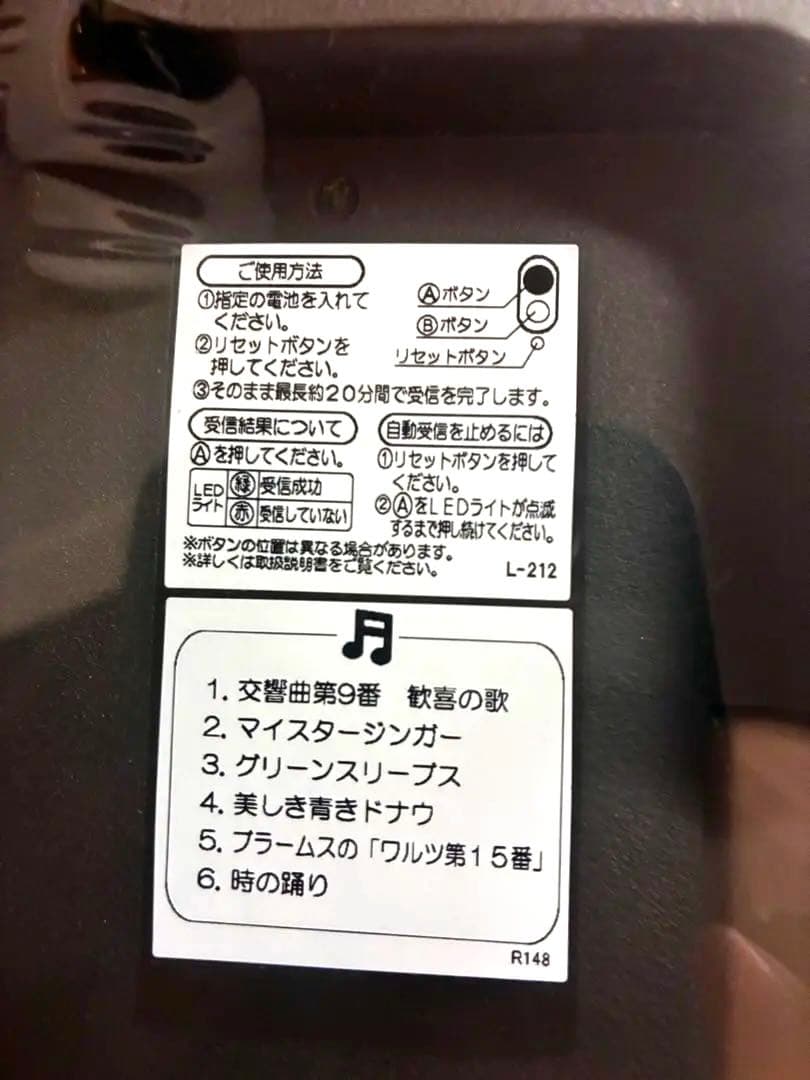 ご使用方法
①指定の電池を入れて
ください。
②リセットボタンを
押してください。
③そのまま最長約20分間で受信を完了します。
Ⓐボタン
Ⓑボタン
リセットボタン
受信結果について
Ⓐを押してください。
LEDライト
緑 受信成功
赤 受信していない
自動受信を止めるには
①リセットボタンを押して
ください。
②ⒶをLEDライトが点滅
するまで押し続けてください。
※ボタンの位置は異なる場合があります。
※詳しくは取扱説明書をご覧ください。
L-212
1. 交響曲第9番 歓喜の歌
2. マイスタージンガー
3. グリーンスリーブス
4. 美しき青きドナウ
5. ブラームスの「ワルツ第15番」
6. 時の踊り
R148